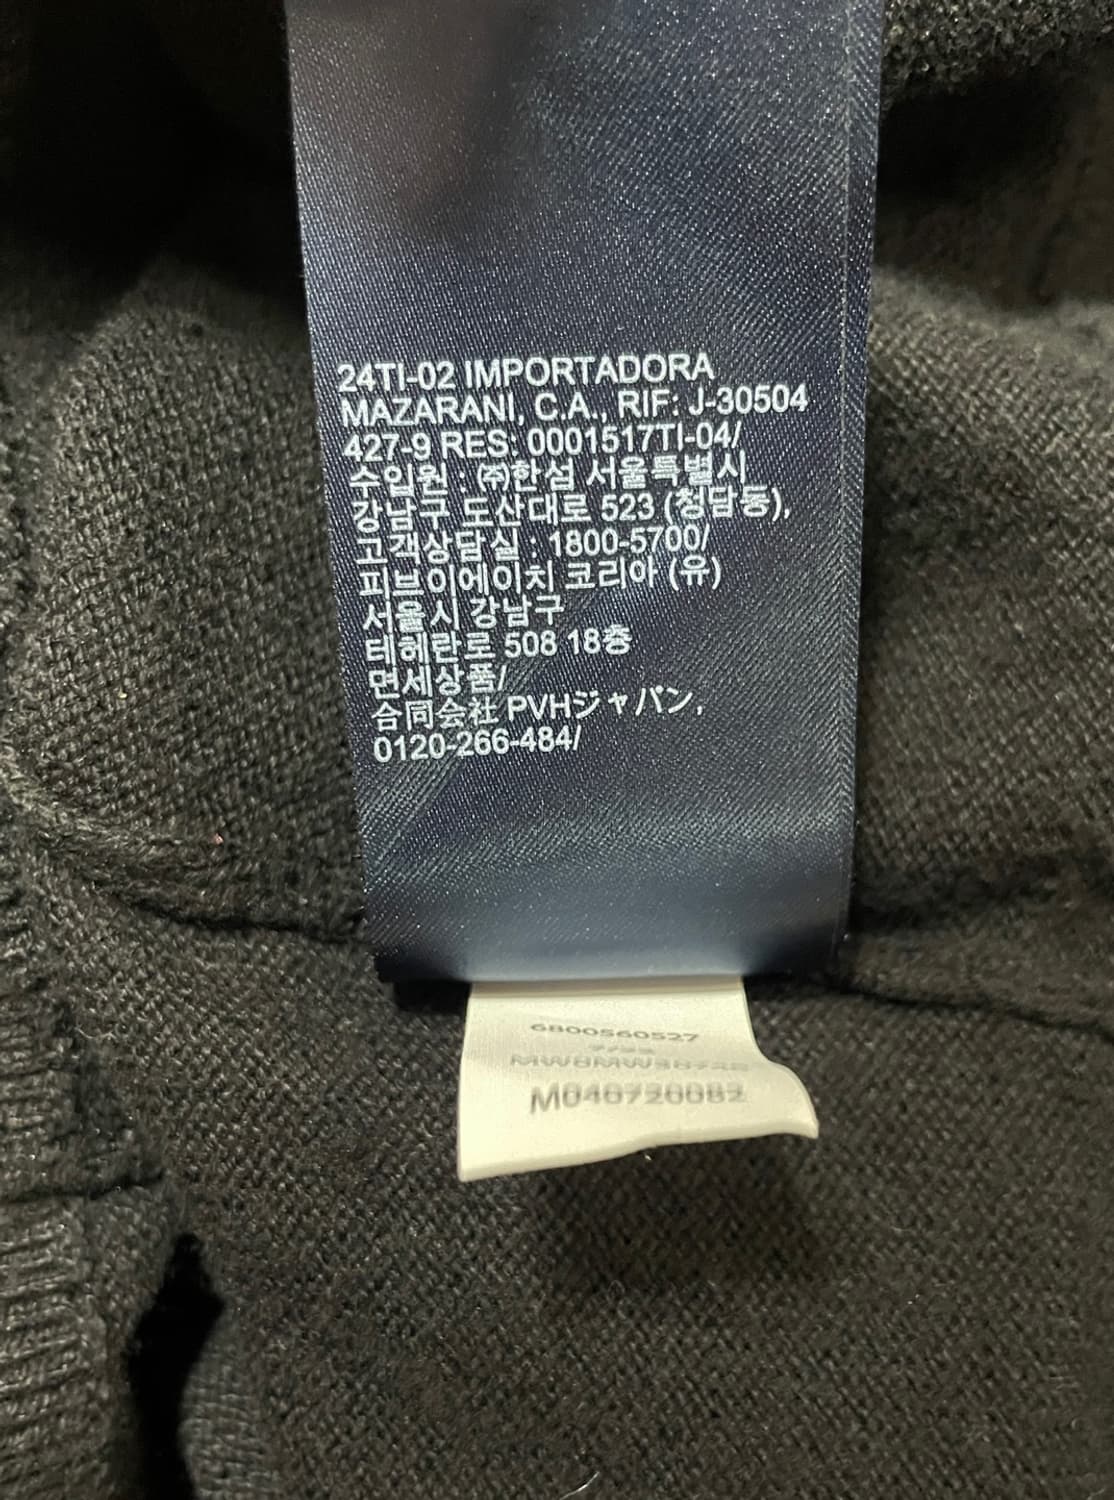 24TI-02 IMPORTADORA
MAZARANI, C.A., RIF: J-30504
427-9 RES: 0001517TI-04/
수입원 : ㈜한섬 서울특별시
강남구 도산대로 523 (청담동),
고객상담실 : 1800-5700/
피브이에이치 코리아 (유)
서울시 강남구
테헤란로 508 18층
면세상품/
合同会社 PVHジャパン,
0120-266-484/
6800560527
M040720082